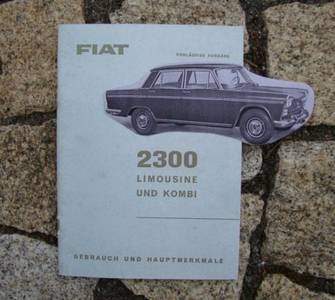 FIAT
VORLÄUFIGE AUSGABE
2300
LIMOUSINE
UND KOMBI
GEBRAUCH UND HAUPTMERKMALE